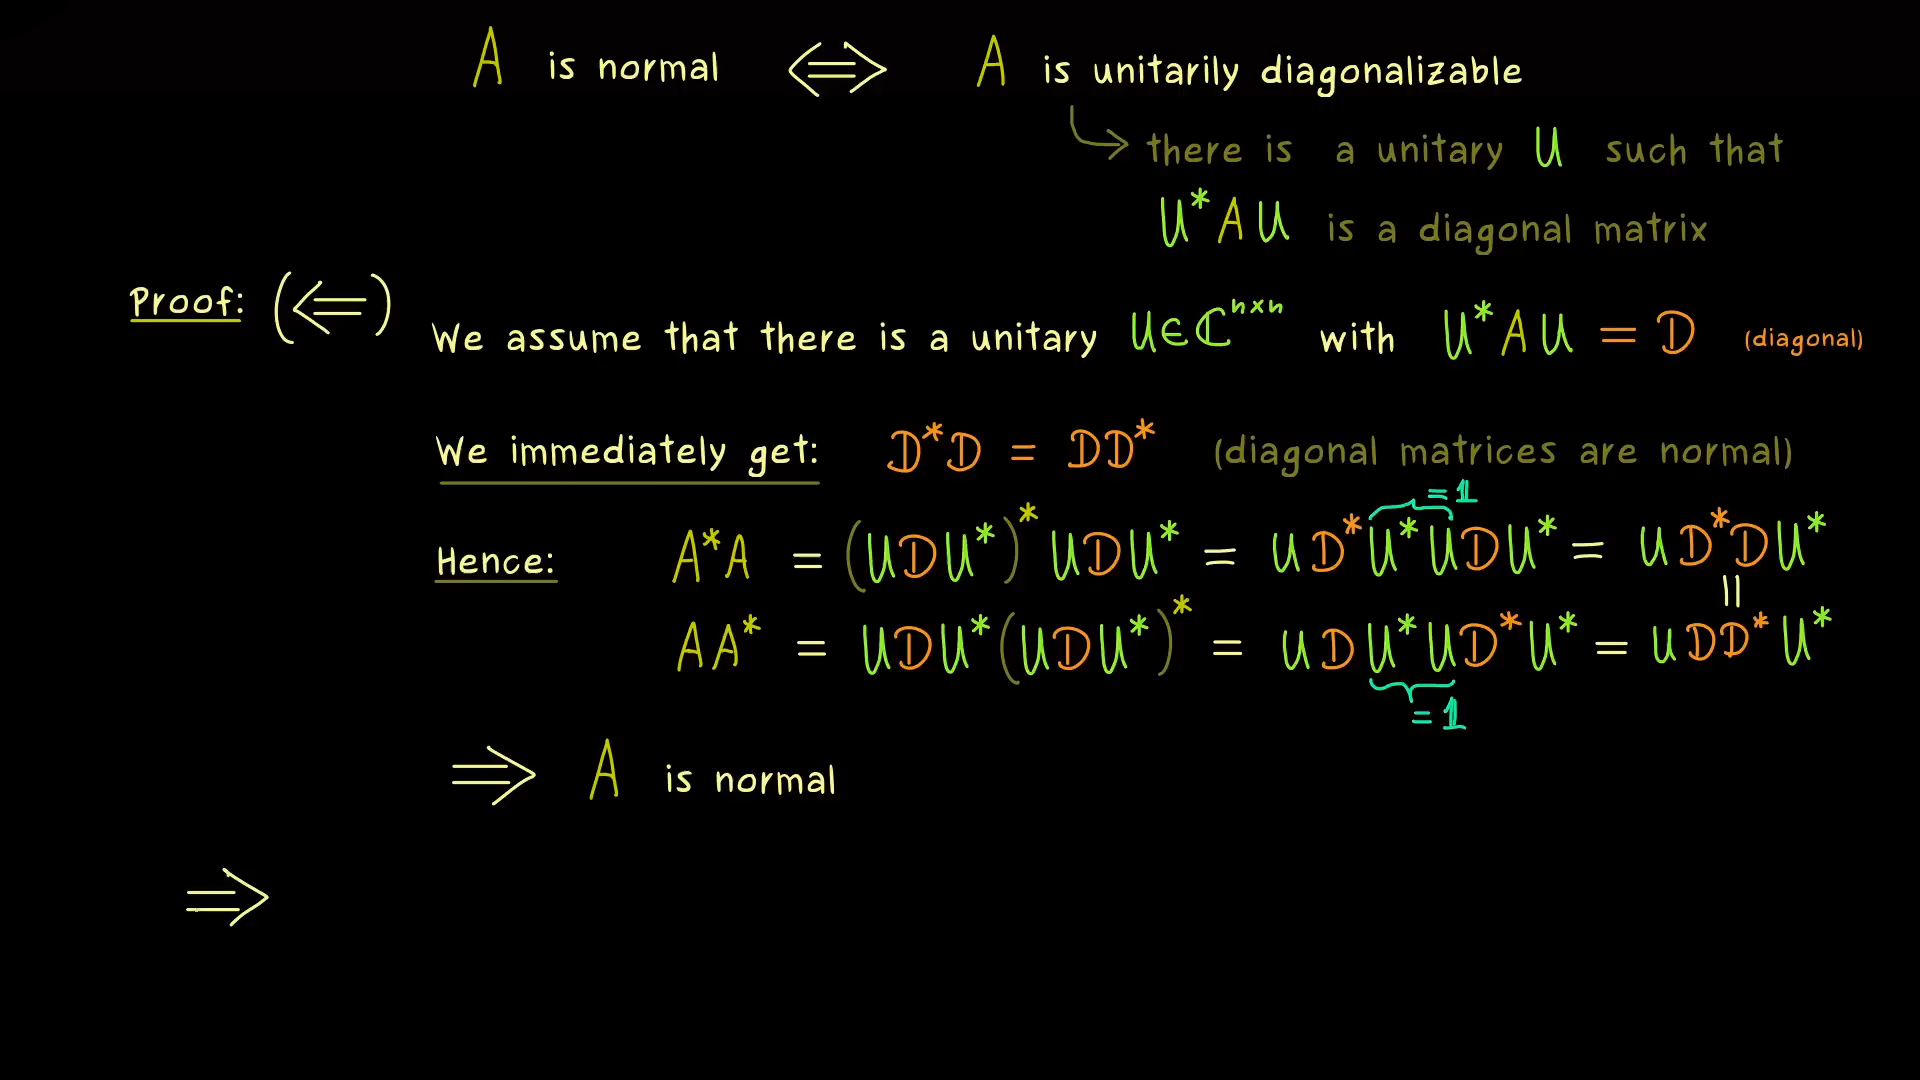 A is normal ⟺ A is unitarily diagonalizable
↳ there is a unitary U such that
U*AU is a diagonal matrix
Proof: (⟸)
We assume that there is a unitary U∈ℂⁿˣⁿ with U*AU = D (diagonal)
We immediately get: D*D = DD* (diagonal matrices are normal)
=𝟙
Hence: A*A = (UDU*)* UDU* = UD*U*UDU* = UD*DU*
||
AA* = UDU*(UDU*)* = UDU*UD*U* = UDD*U*
=𝟙
⟹ A is normal
⟹